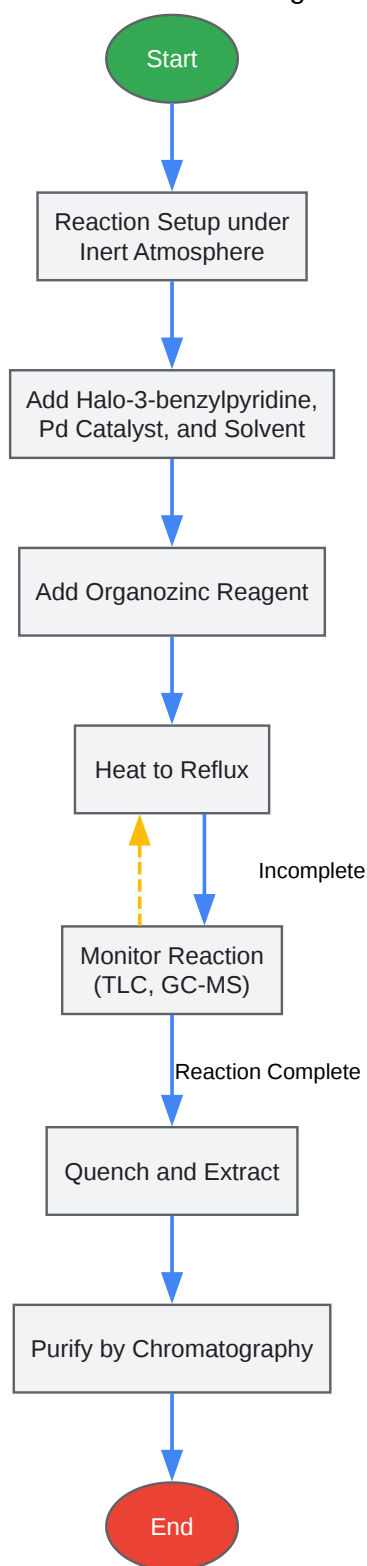 Start
Reaction Setup under
Inert Atmosphere
Add Halo-3-benzylpyridine,
Pd Catalyst, and Solvent
Add Organozinc Reagent
Heat to Reflux
Incomplete
Monitor Reaction
(TLC, GC-MS)
Reaction Complete
Quench and Extract
Purify by Chromatography
End